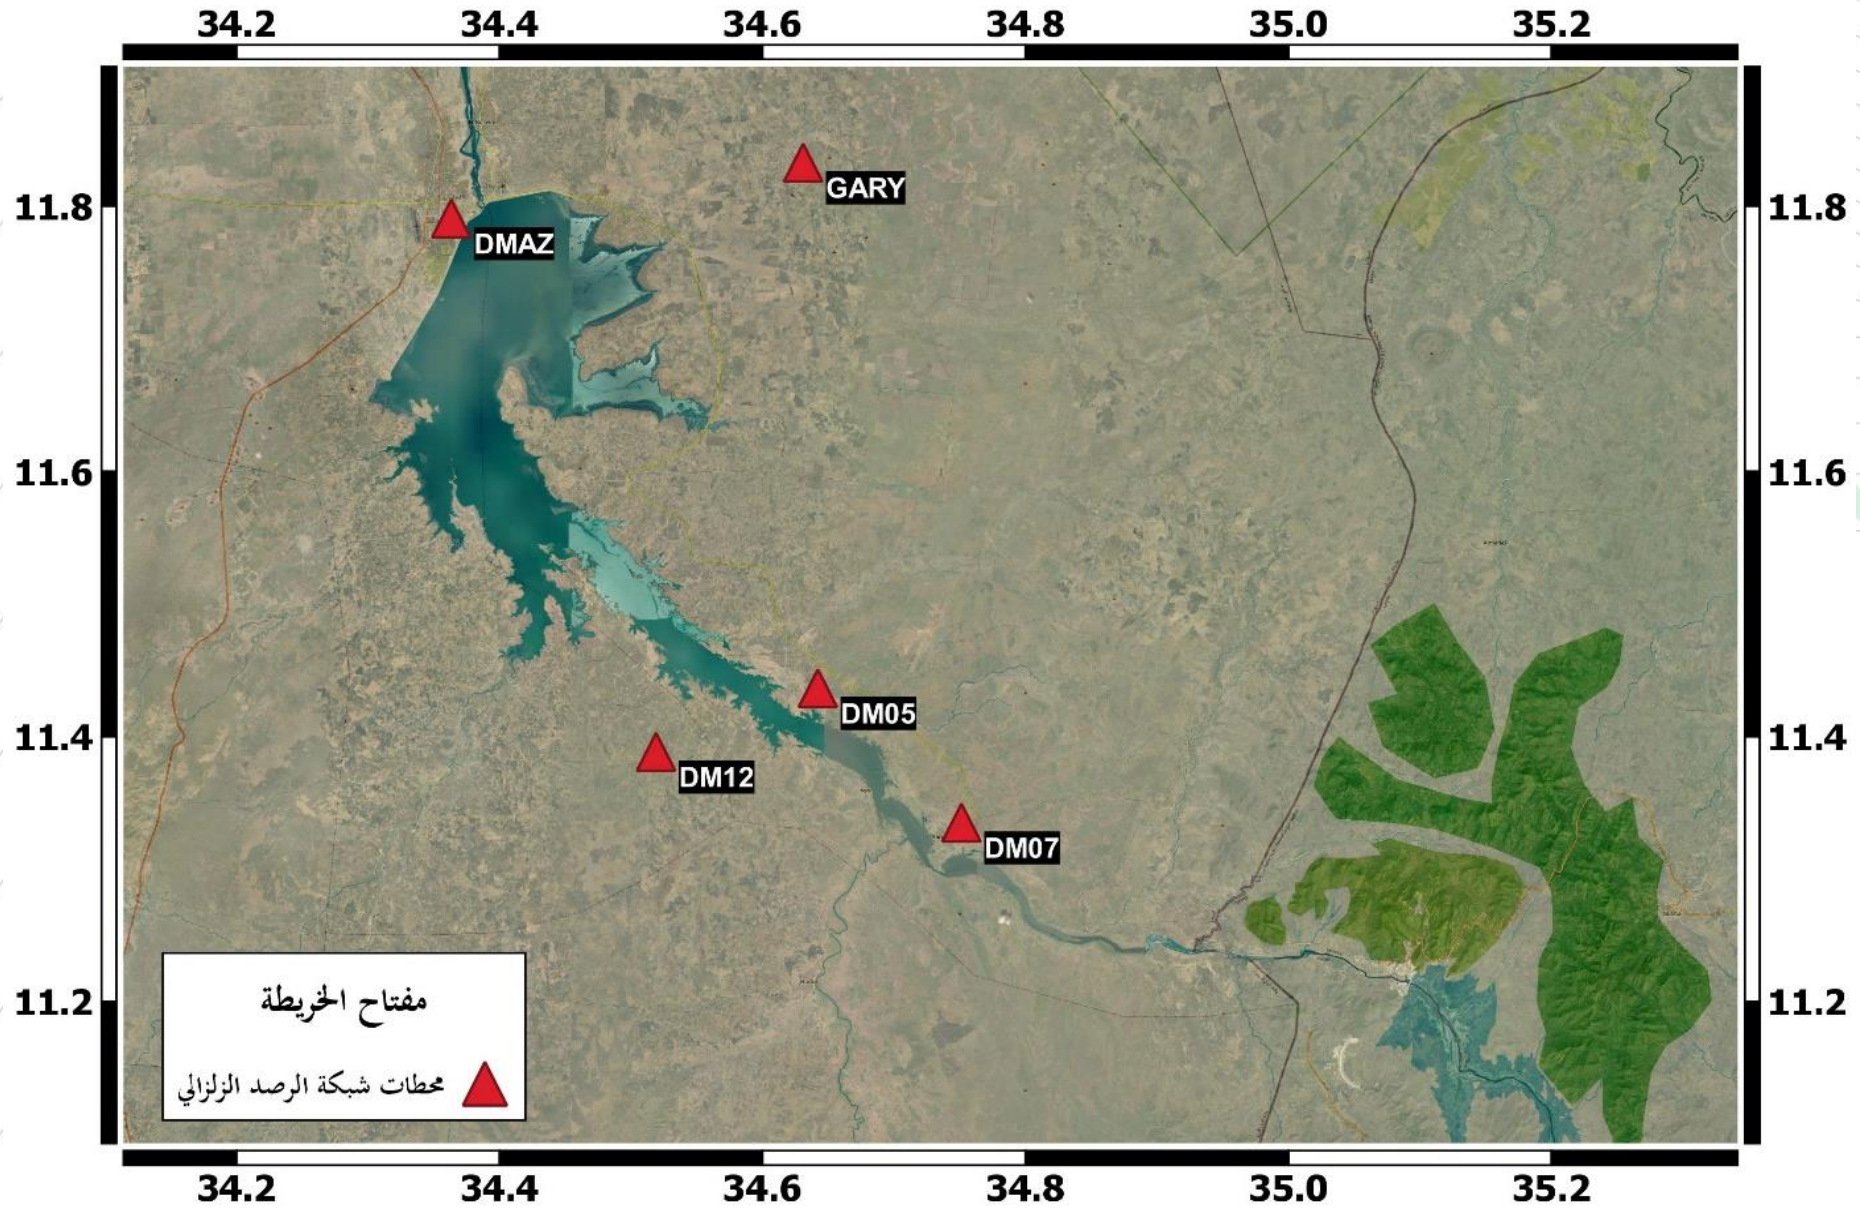 34.2 34.4 34.6 34.8 35.0 35.2
GARY
11.8 11.8
DMAZ
11.6 11.6
DM05
11.4 11.4
DM12
DM07
مفتاح الخريطة
11.2 11.2
محطات شبكة الرصد الزلزالي
34.2 34.4 34.6 34.8 35.0 35.2